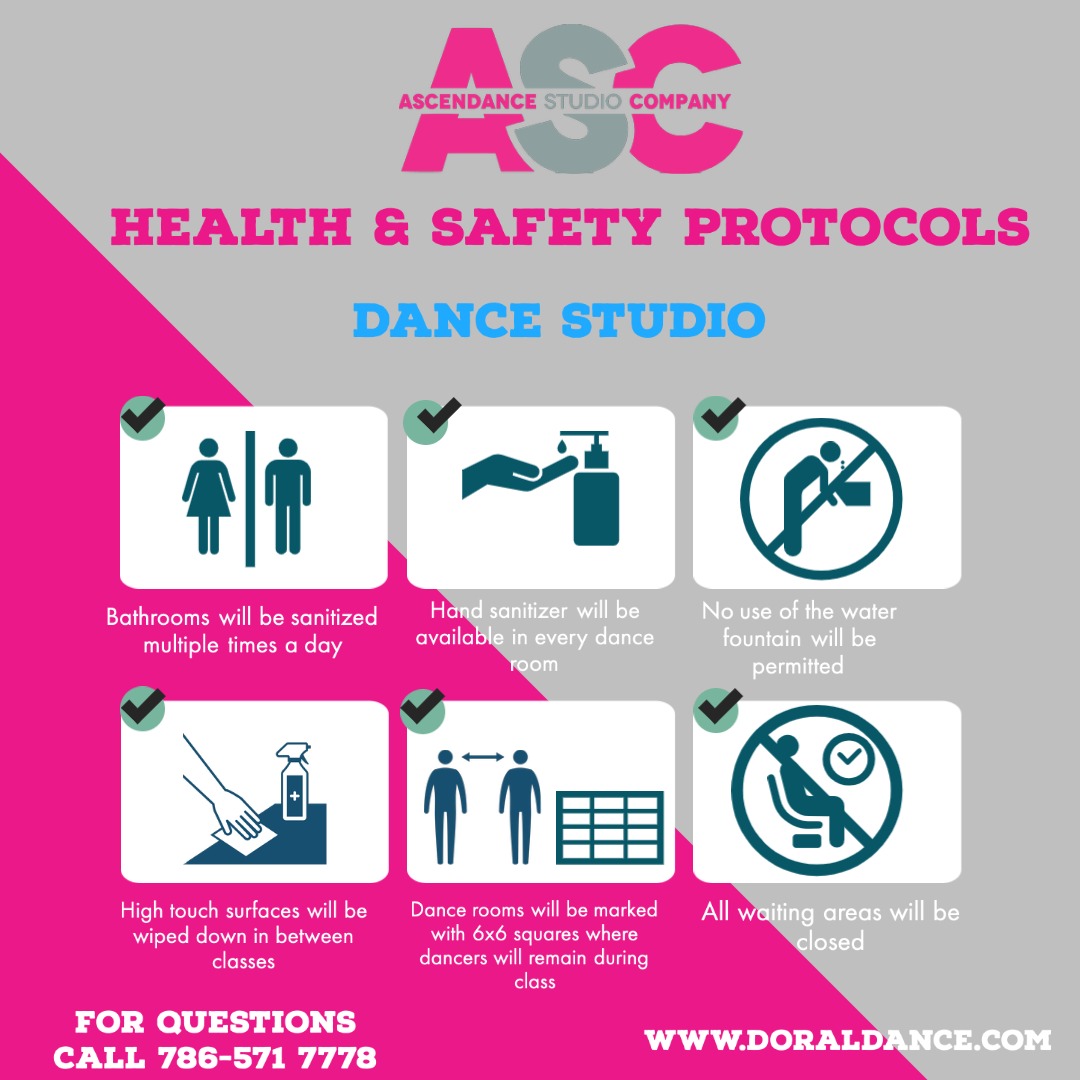 ASC
ASCENDANCE STUDIO COMPANY
HEALTH & SAFETY PROTOCOLS
DANCE STUDIO
Bathrooms will be sanitized
multiple times a day
Hand sanitizer will be
available in every dance
room
No use of the water
fountain will be
permitted
High touch surfaces will be
wiped down in between
classes
Dance rooms will be marked
with 6x6 squares where
dancers will remain during
class
All waiting areas will be
closed
FOR QUESTIONS
CALL 786-571 7778
WWW.DORALDANCE.COM